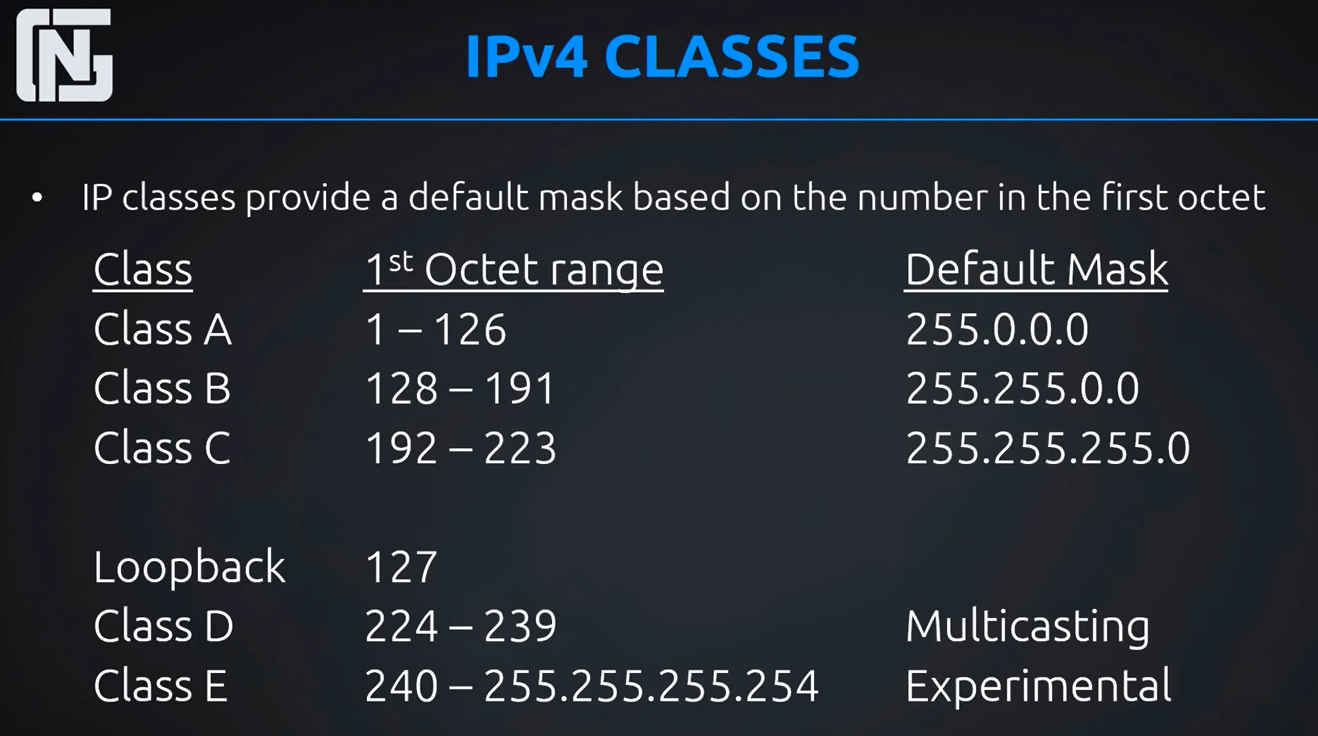 IPv4 CLASSES
• IP classes provide a default mask based on the number in the first octet
Class 1st Octet range Default Mask
Class A 1 – 126 255.0.0.0
Class B 128 – 191 255.255.0.0
Class C 192 – 223 255.255.255.0
Loopback 127
Class D 224 – 239 Multicasting
Class E 240 – 255.255.255.254 Experimental